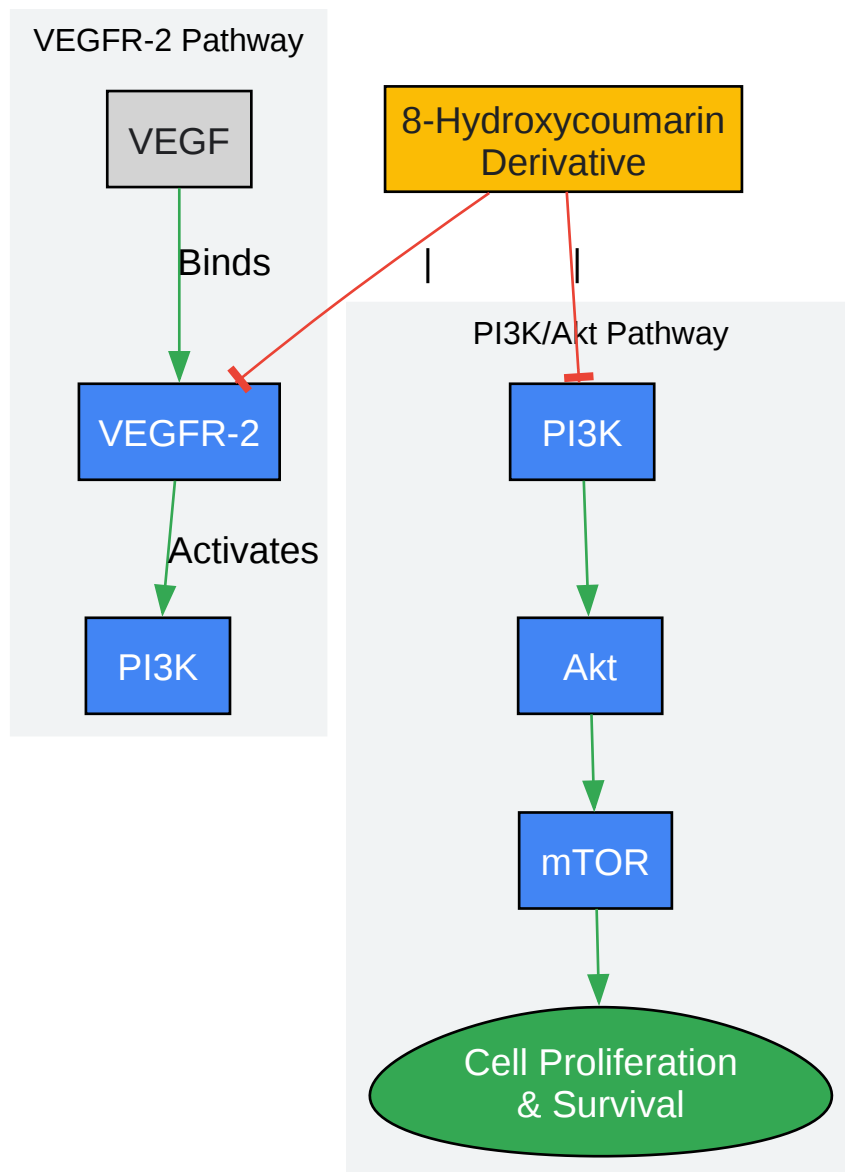 VEGFR-2 Pathway
VEGF
8-Hydroxycoumarin
Derivative
Binds
|
|
PI3K/Akt Pathway
VEGFR-2
PI3K
Activates
PI3K
Akt
mTOR
Cell Proliferation
& Survival